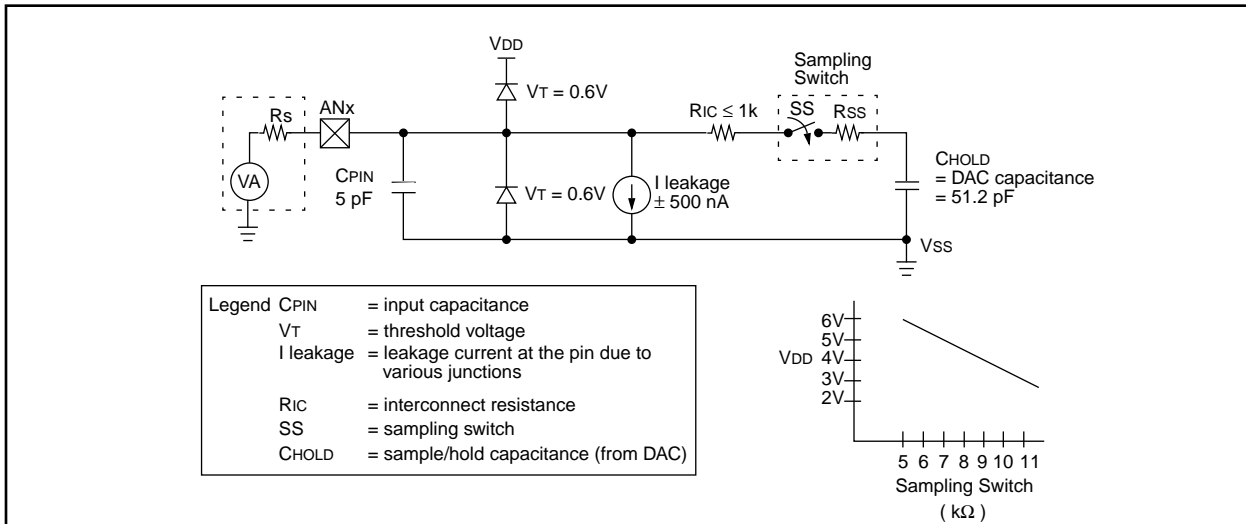 VDD
Sampling
Switch
VT = 0.6V
RS
ANx
RIC ≤ 1k
SS
RSS
VA
CPIN
5 pF
VT = 0.6V
I leakage
± 500 nA
CHOLD
= DAC capacitance
= 51.2 pF
VSS
Legend CPIN = input capacitance
VT = threshold voltage
I leakage = leakage current at the pin due to
various junctions
RIC = interconnect resistance
SS = sampling switch
CHOLD = sample/hold capacitance (from DAC)
6V
5V
VDD 4V
3V
2V
5 6 7 8 9 10 11
Sampling Switch
( kΩ )